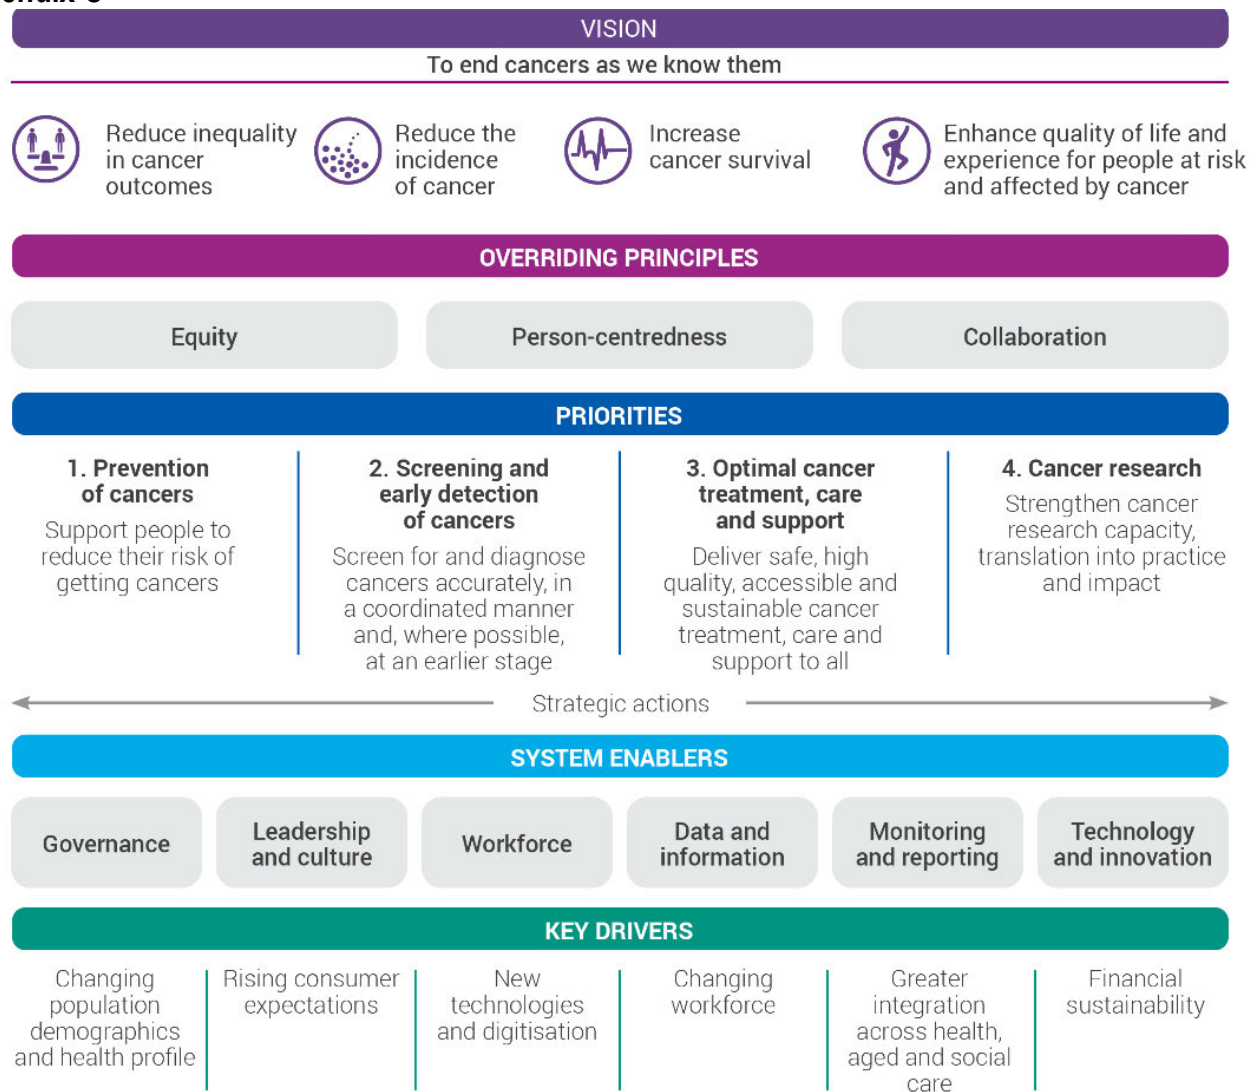 VISION
To end cancers as we know them
Reduce inequality
in cancer
outcomes
Reduce the
incidence
of cancer
Increase
cancer survival
Enhance quality of life and
experience for people at risk
and affected by cancer
OVERRIDING PRINCIPLES
Equity
Person-centredness
Collaboration
PRIORITIES
1. Prevention
of cancers
Support people to
reduce their risk of
getting cancers
2. Screening and
early detection
of cancers
Screen for and diagnose
cancers accurately, in
a coordinated manner
and, where possible,
at an earlier stage
3. Optimal cancer
treatment, care
and support
Deliver safe, high
quality, accessible and
sustainable cancer
treatment, care and
support to all
4. Cancer research
Strengthen cancer
research capacity,
translation into practice
and impact
Strategic actions
SYSTEM ENABLERS
Governance
Leadership
and culture
Workforce
Data and
information
Monitoring
and reporting
Technology
and innovation
KEY DRIVERS
Changing
population
demographics
and health profile
Rising consumer
expectations
New
technologies
and digitisation
Changing
workforce
Greater
integration
across health,
aged and social
care
Financial
sustainability